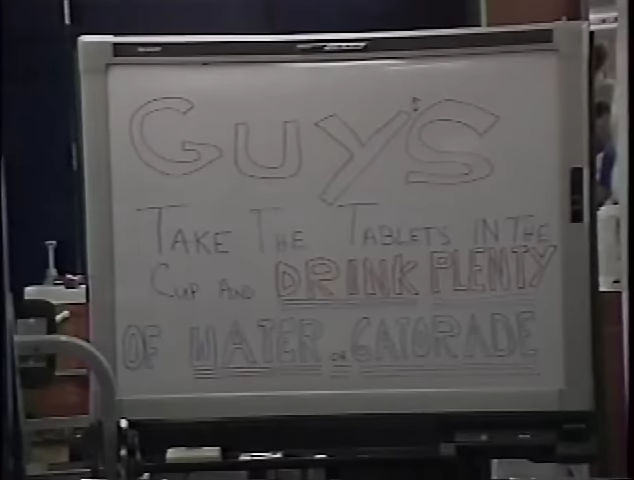 GUY'S
TAKE THE TABLETS IN THE
CUP AND DRINK PLENTY
OF WATER OR GATORADE